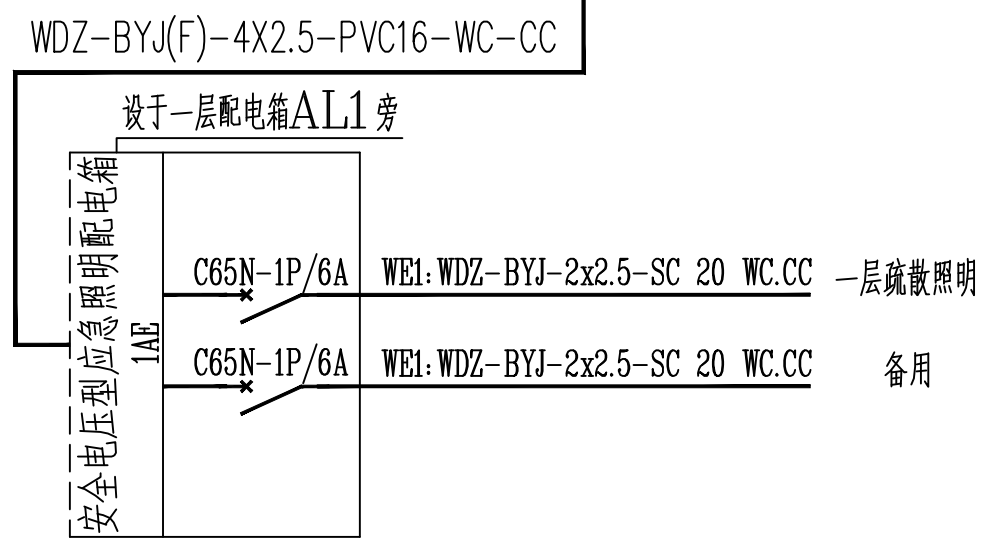 WDZ-BYJ(F)-4X2.5-PVC16-WC-CC
设于一层配电箱AL1旁
安全电压型应急照明配电箱
1AE
C65N-1P/6A WE1:WDZ-BYJ-2x2.5-SC 20 WC.CC 一层疏散照明
C65N-1P/6A WE1:WDZ-BYJ-2x2.5-SC 20 WC.CC 备用